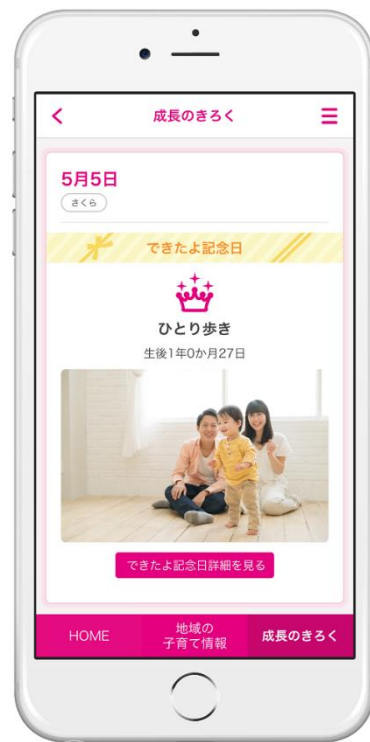 成長のきろく
5月5日
さくら
できたよ記念日
ひとり歩き
生後1年0か月27日
できたよ記念日詳細を見る
HOME
地域の
子育て情報
成長のきろく